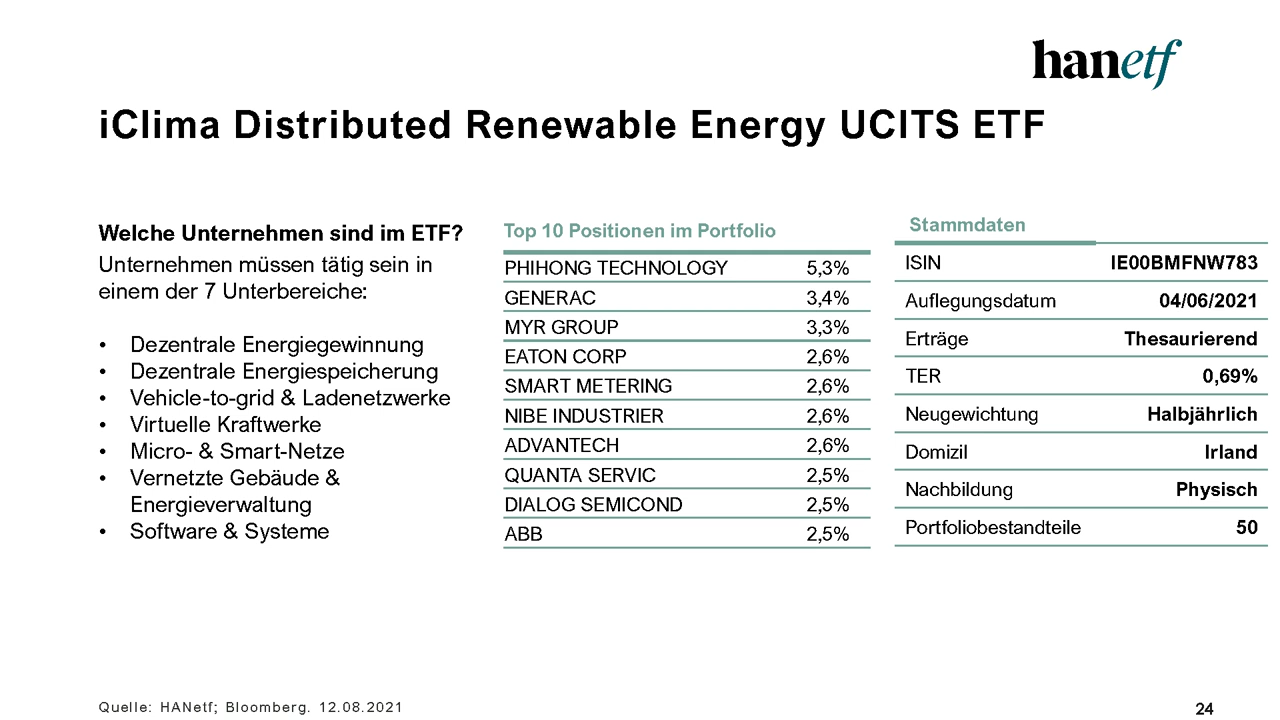 hanetf
iClima Distributed Renewable Energy UCITS ETF
Welche Unternehmen sind im ETF?
Unternehmen müssen tätig sein in
einem der 7 Unterbereiche:
• Dezentrale Energiegewinnung
• Dezentrale Energiespeicherung
• Vehicle-to-grid & Ladenetzwerke
• Virtuelle Kraftwerke
• Micro- & Smart-Netze
• Vernetzte Gebäude &
Energieverwaltung
• Software & Systeme
Top 10 Positionen im Portfolio
PHIHONG TECHNOLOGY 5,3%
GENERAC 3,4%
MYR GROUP 3,3%
EATON CORP 2,6%
SMART METERING 2,6%
NIBE INDUSTRIER 2,6%
ADVANTECH 2,6%
QUANTA SERVIC 2,5%
DIALOG SEMICOND 2,5%
ABB 2,5%
Stammdaten
ISIN IE00BMFNW783
Auflegungsdatum 04/06/2021
Erträge Thesaurierend
TER 0,69%
Neugewichtung Halbjährlich
Domizil Irland
Nachbildung Physisch
Portfoliobestandteile 50
Quelle: HANetf; Bloomberg. 12.08.2021
24